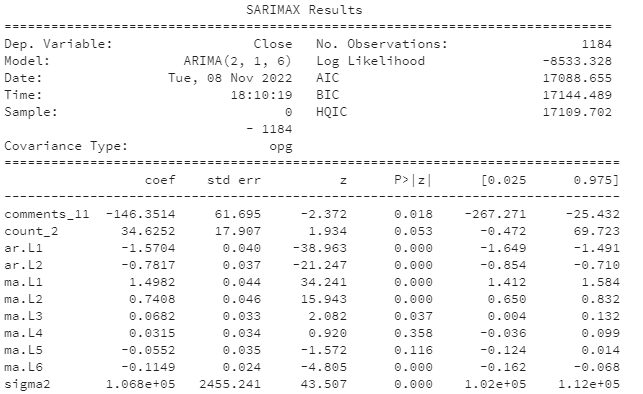 SARIMAX Results
==============================================================================
Dep. Variable: Close No. Observations: 1184
Model: ARIMA(2, 1, 6) Log Likelihood -8533.328
Date: Tue, 08 Nov 2022 AIC 17088.655
Time: 18:10:19 BIC 17144.489
Sample: 0 HQIC 17109.702
- 1184
Covariance Type: opg
==============================================================================
coef std err z P>|z| [0.025 0.975]
------------------------------------------------------------------------------
comments_11 -146.3514 61.695 -2.372 0.018 -267.271 -25.432
count_2 34.6252 17.907 1.934 0.053 -0.472 69.723
ar.L1 -1.5704 0.040 -38.963 0.000 -1.649 -1.491
ar.L2 -0.7817 0.037 -21.247 0.000 -0.854 -0.710
ma.L1 1.4982 0.044 34.241 0.000 1.412 1.584
ma.L2 0.7408 0.046 15.943 0.000 0.650 0.832
ma.L3 0.0682 0.033 2.082 0.037 0.004 0.132
ma.L4 0.0315 0.034 0.920 0.358 -0.036 0.099
ma.L5 -0.0552 0.035 -1.572 0.116 -0.124 0.014
ma.L6 -0.1149 0.024 -4.805 0.000 -0.162 -0.068
sigma2 1.068e+05 2455.241 43.507 0.000 1.02e+05 1.12e+05